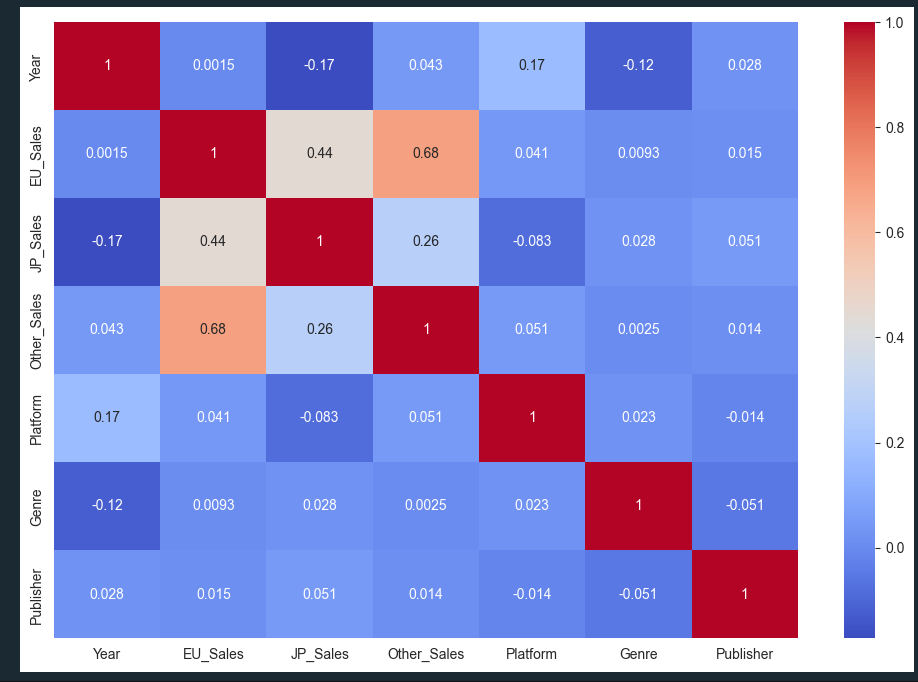 1.0
Year 1 0.0015 -0.17 0.043 0.17 -0.12 0.028
0.8
EU_Sales 0.0015 1 0.44 0.68 0.041 0.0093 0.015
0.6
JP_Sales -0.17 0.44 1 0.26 -0.083 0.028 0.051
Other_Sales 0.043 0.68 0.26 1 0.051 0.0025 0.014
0.4
Platform 0.17 0.041 -0.083 0.051 1 0.023 -0.014
0.2
Genre -0.12 0.0093 0.028 0.0025 0.023 1 -0.051
0.0
Publisher 0.028 0.015 0.051 0.014 -0.014 -0.051 1
Year EU_Sales JP_Sales Other_Sales Platform Genre Publisher